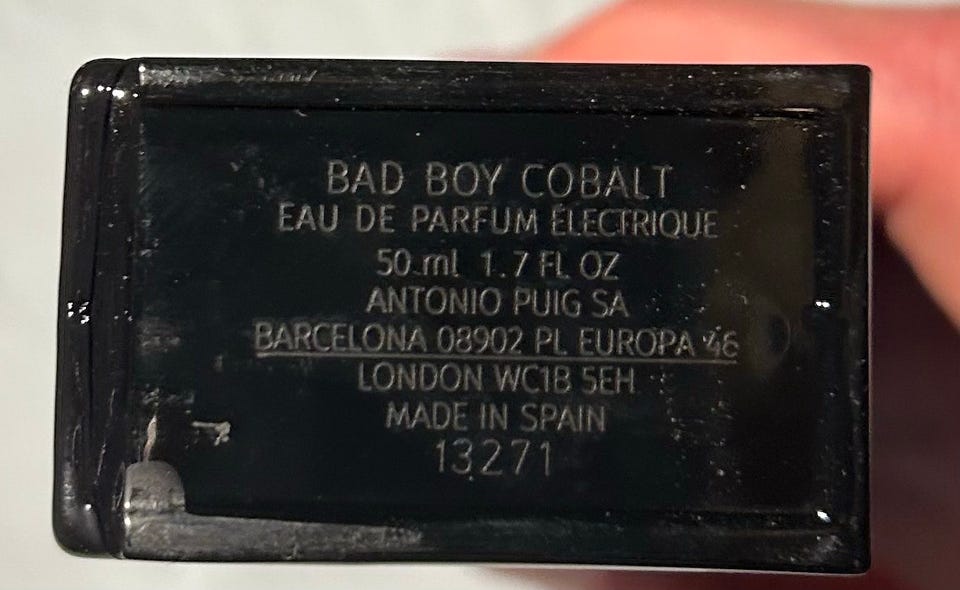 BAD BOY COBALT
EAU DE PARFUM ÉLECTRIQUE
50 ml 1.7 FL OZ
ANTONIO PUIG SA
BARCELONA 08902 PL EUROPA 46
LONDON WC1B 5EH
MADE IN SPAIN
13271